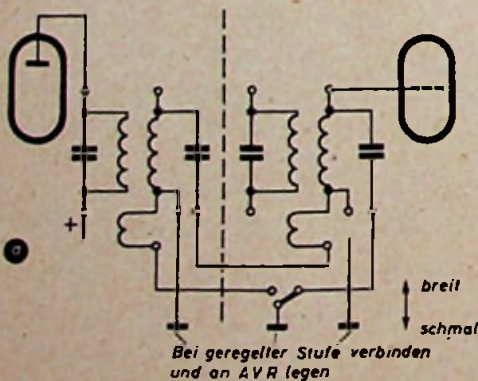 +
a
breit
schmal
Bei geregelter Stufe verbinden
und an AVR legen